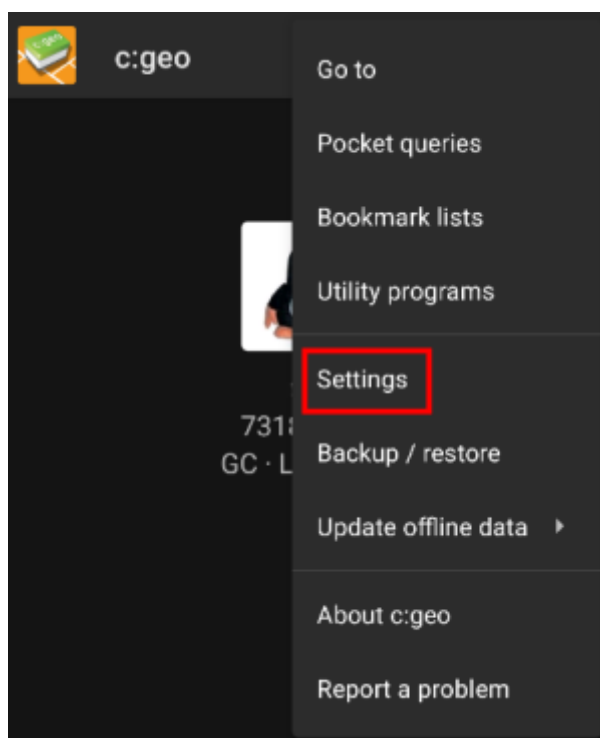 c:geo
Go to
Pocket queries
Bookmark lists
Utility programs
Settings
Backup / restore
Update offline data
About c:geo
Report a problem
731
GC · L